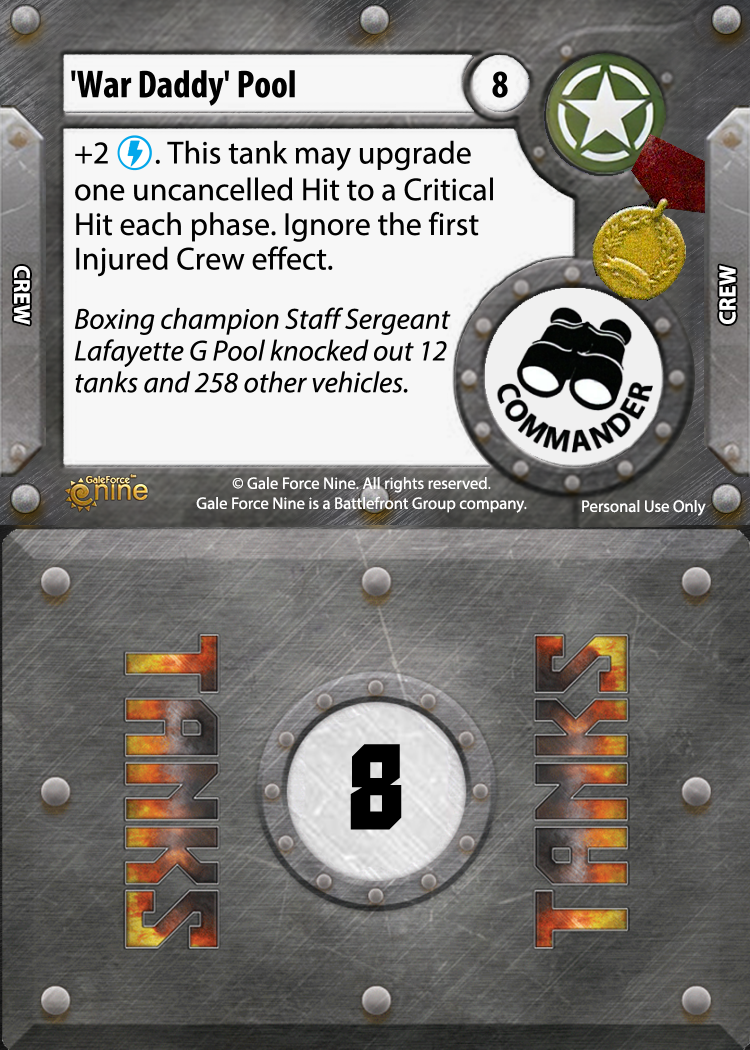 'War Daddy' Pool
8
+2 . This tank may upgrade
one uncancelled Hit to a Critical
Hit each phase. Ignore the first
Injured Crew effect.
Boxing champion Staff Sergeant
Lafayette G Pool knocked out 12
tanks and 258 other vehicles.
CREW
CREW
COMMANDER
GaleForce™
nine
© Gale Force Nine. All rights reserved.
Gale Force Nine is a Battlefront Group company.
Personal Use Only
TANKS
8
TANKS